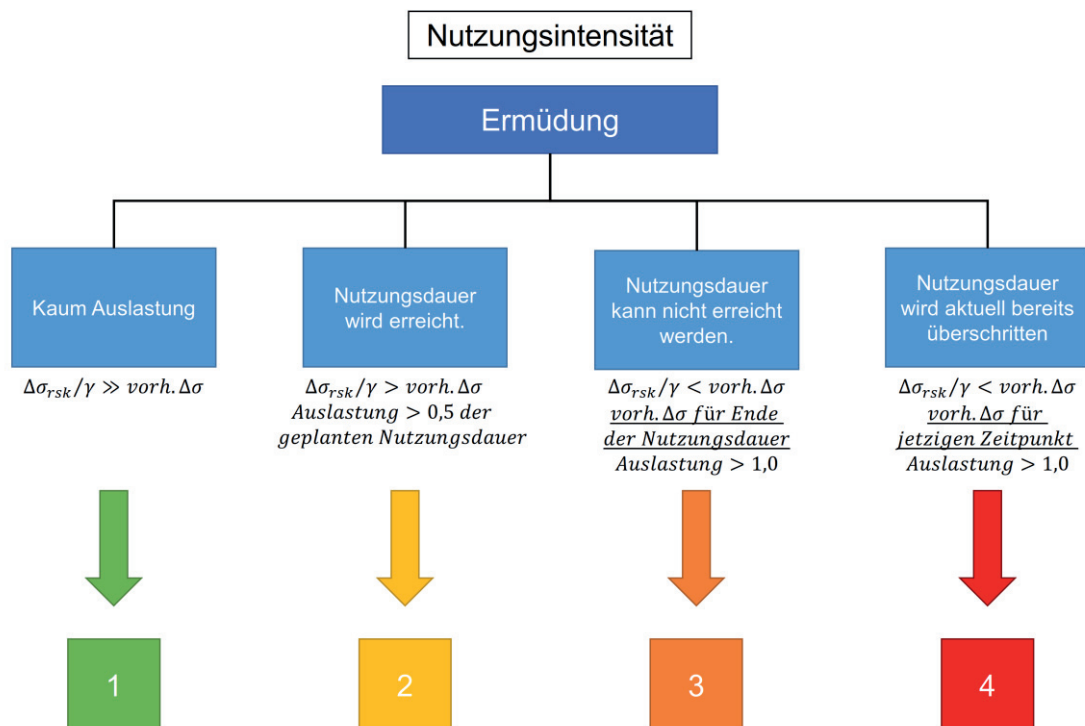 Nutzungsintensität
Ermüdung
Kaum Auslastung
Δσ_rsk/γ ≫ vorh. Δσ
Nutzungsdauer
wird erreicht.
Δσ_rsk/γ > vorh. Δσ
Auslastung > 0,5 der
geplanten Nutzungsdauer
Nutzungsdauer
kann nicht erreicht
werden.
Δσ_rsk/γ < vorh. Δσ
vorh. Δσ für Ende
der Nutzungsdauer
Auslastung > 1,0
Nutzungsdauer
wird aktuell bereits
überschritten
Δσ_rsk/γ < vorh. Δσ
vorh. Δσ für
jetzigen Zeitpunkt
Auslastung > 1,0
1
2
3
4